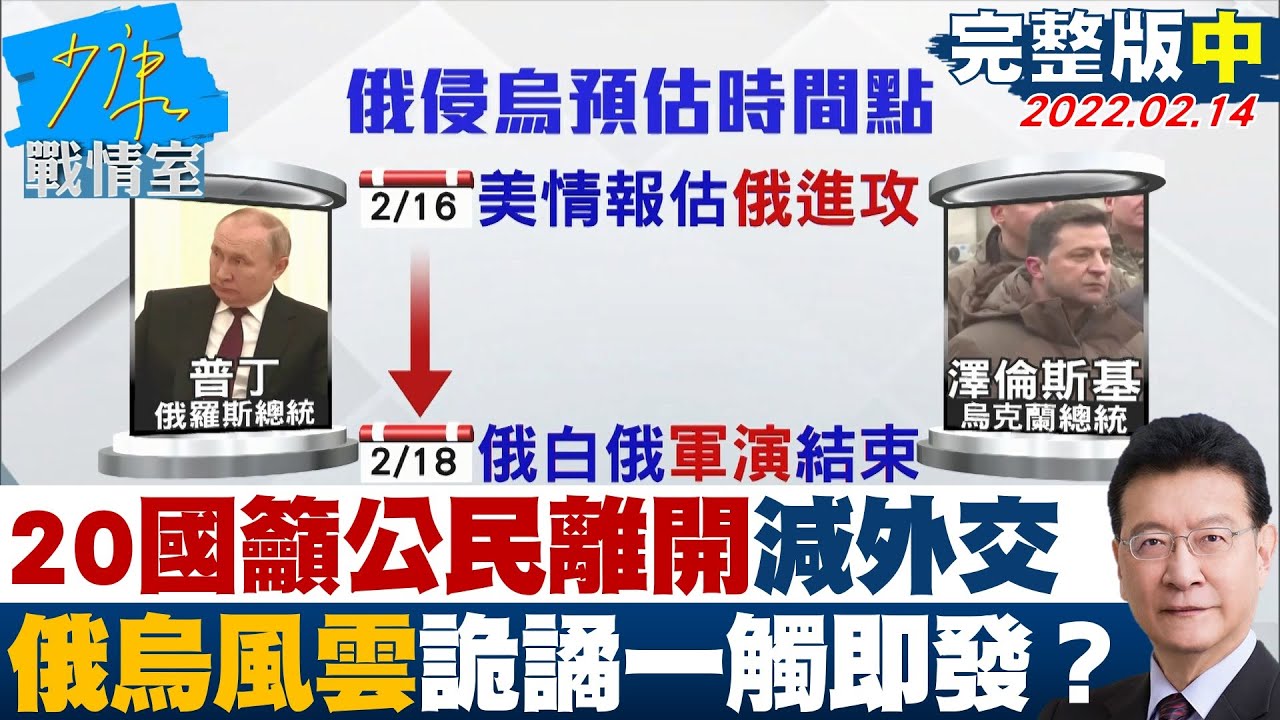 少康
戰情室
完整版中
2022.02.14
俄侵烏預估時間點
2/16 美情報估俄進攻
普丁
俄羅斯總統
澤倫斯基
烏克蘭總統
2/18 俄白俄軍演結束
20國籲公民離開減外交
俄烏風雲詭譎一觸即發？